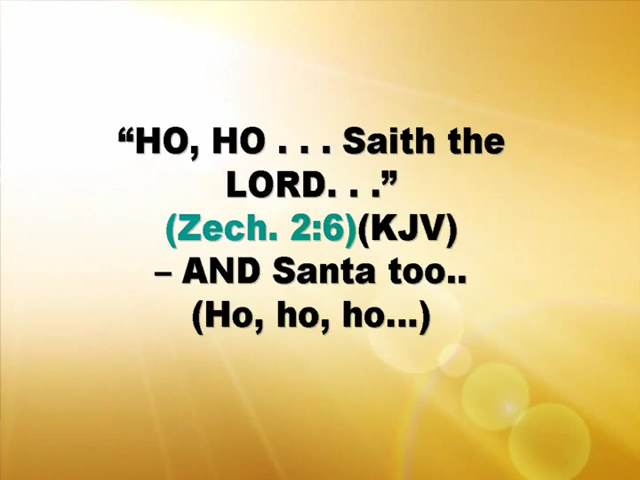 “HO, HO . . . Saith the
LORD. . .”
(Zech. 2:6)(KJV)
– AND Santa too..
(Ho, ho, ho...)